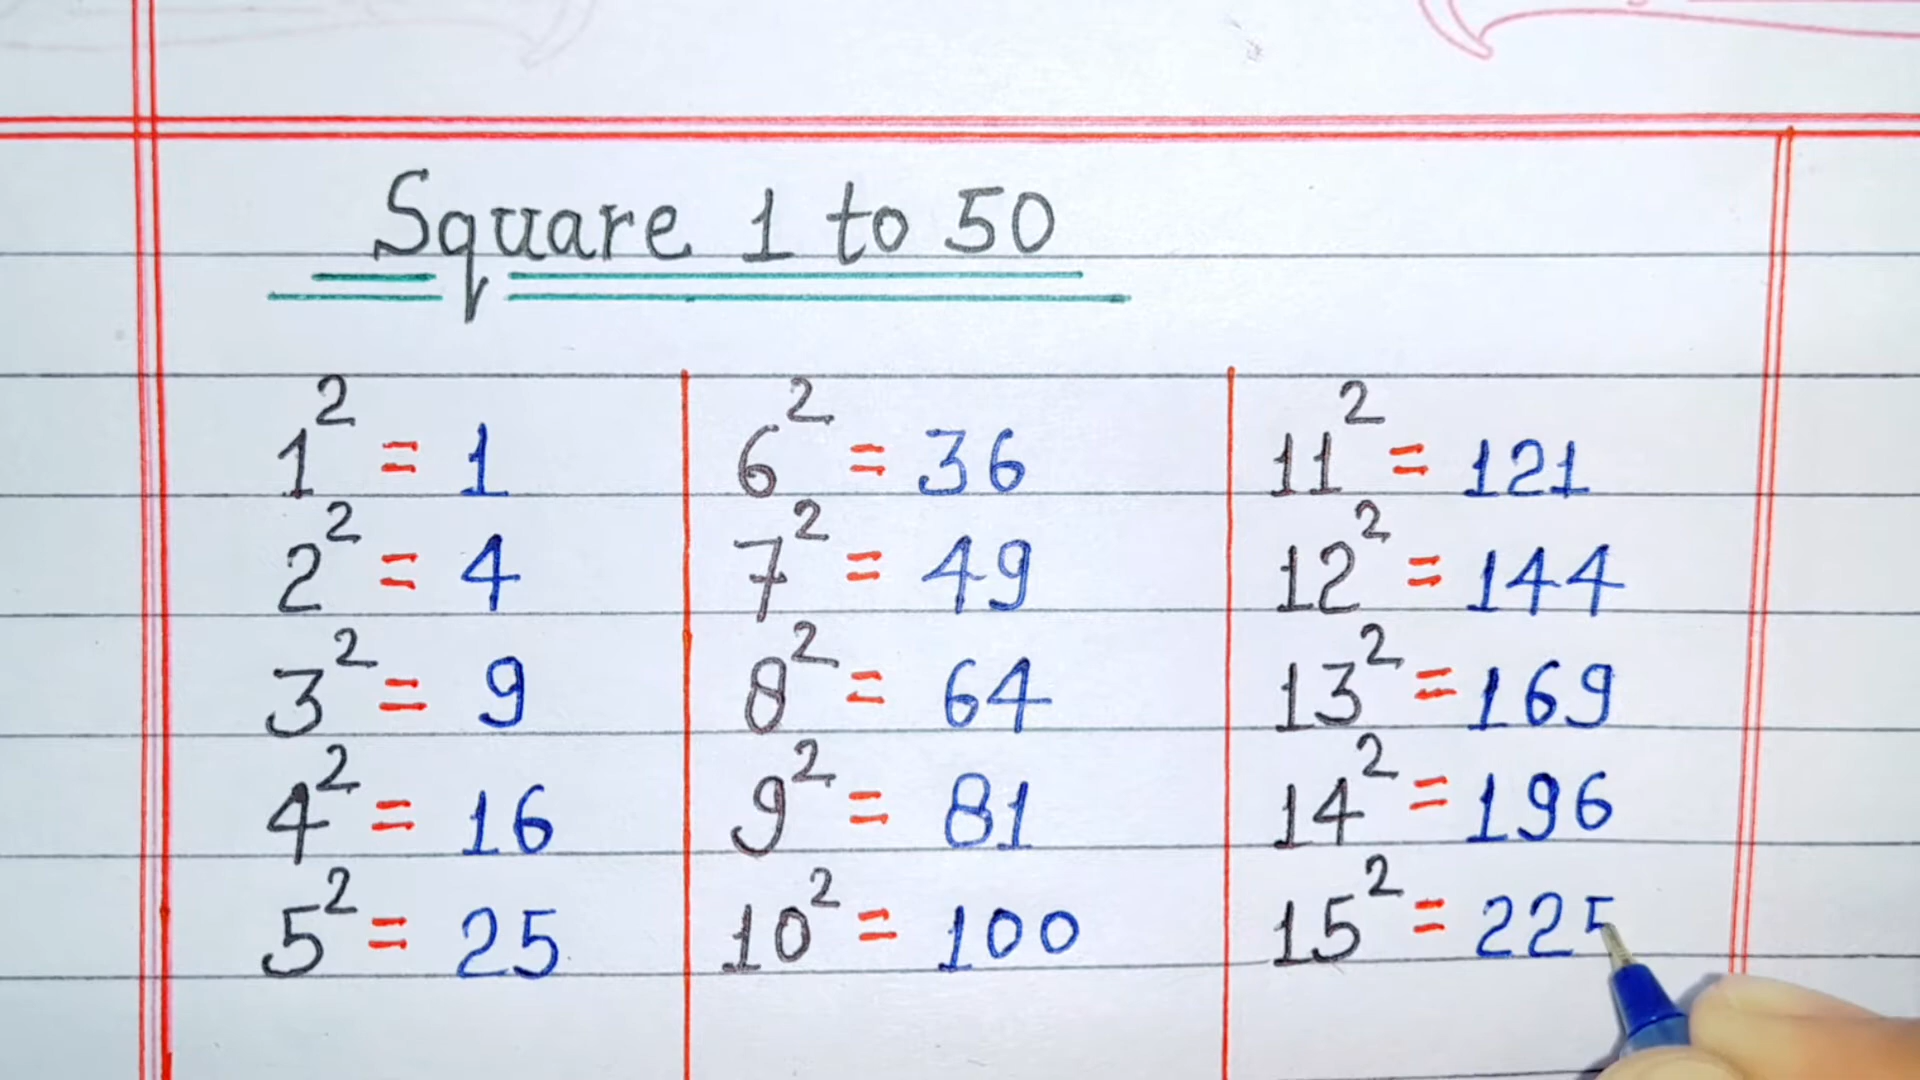 Square 1 to 50
1² = 1
2² = 4
3² = 9
4² = 16
5² = 25
6² = 36
7² = 49
8² = 64
9² = 81
10² = 100
11² = 121
12² = 144
13² = 169
14² = 196
15² = 225